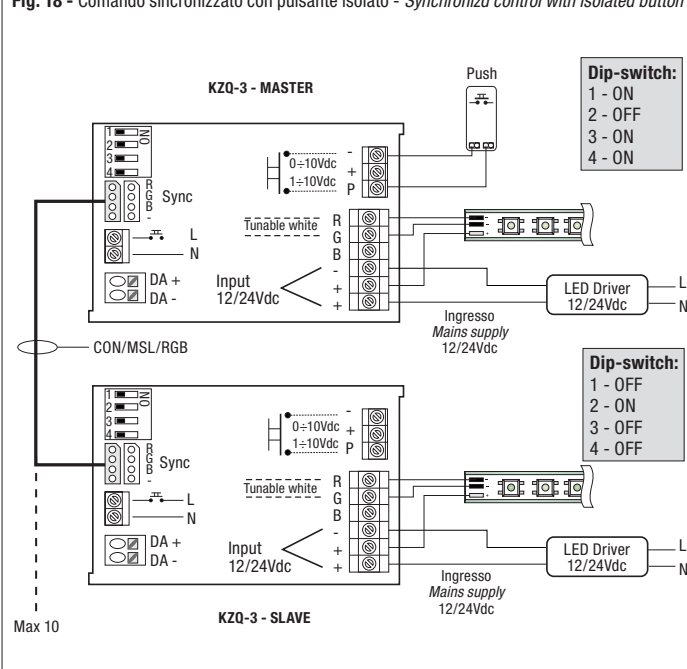 Fig. 18 - Comando sincronizzato con pulsante isolato - Synchronizd control with isolated button
KZQ-3 - MASTER
Push
Dip-switch:
1 - ON
2 - OFF
3 - ON
4 - ON
1
2
3
4
ON
R
G
B
-
Sync
L
N
DA +
DA -
0÷10Vdc
1÷10Vdc
-
+
P
Tunable white
R
G
B
-
+
+
Input
12/24Vdc
Ingresso
Mains supply
12/24Vdc
LED Driver
12/24Vdc
L
N
CON/MSL/RGB
Dip-switch:
1 - OFF
2 - ON
3 - OFF
4 - OFF
1
2
3
4
ON
R
G
B
-
Sync
L
N
DA +
DA -
0÷10Vdc
1÷10Vdc
-
+
P
Tunable white
R
G
B
-
+
+
Input
12/24Vdc
Ingresso
Mains supply
12/24Vdc
LED Driver
12/24Vdc
L
N
KZQ-3 - SLAVE
Max 10